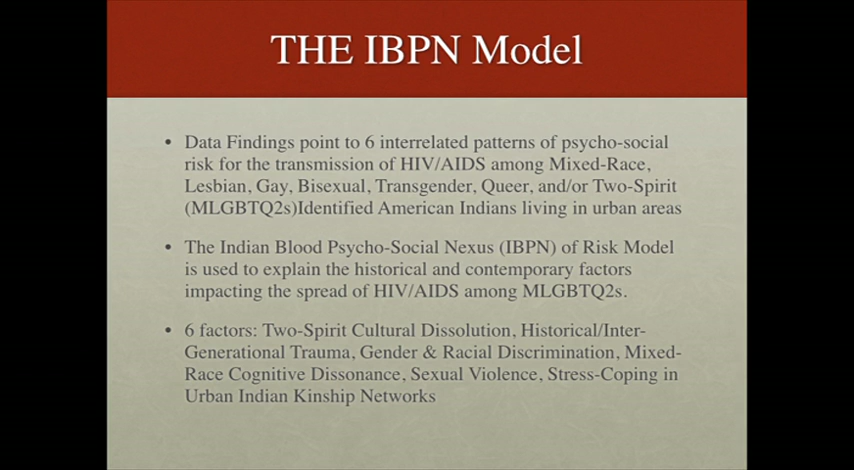 THE IBPN Model
• Data Findings point to 6 interrelated patterns of psycho-social
risk for the transmission of HIV/AIDS among Mixed-Race,
Lesbian, Gay, Bisexual, Transgender, Queer, and/or Two-Spirit
(MLGBTQ2s)Identified American Indians living in urban areas
• The Indian Blood Psycho-Social Nexus (IBPN) of Risk Model
is used to explain the historical and contemporary factors
impacting the spread of HIV/AIDS among MLGBTQ2s.
• 6 factors: Two-Spirit Cultural Dissolution, Historical/Inter-
Generational Trauma, Gender & Racial Discrimination, Mixed-
Race Cognitive Dissonance, Sexual Violence, Stress-Coping in
Urban Indian Kinship Networks